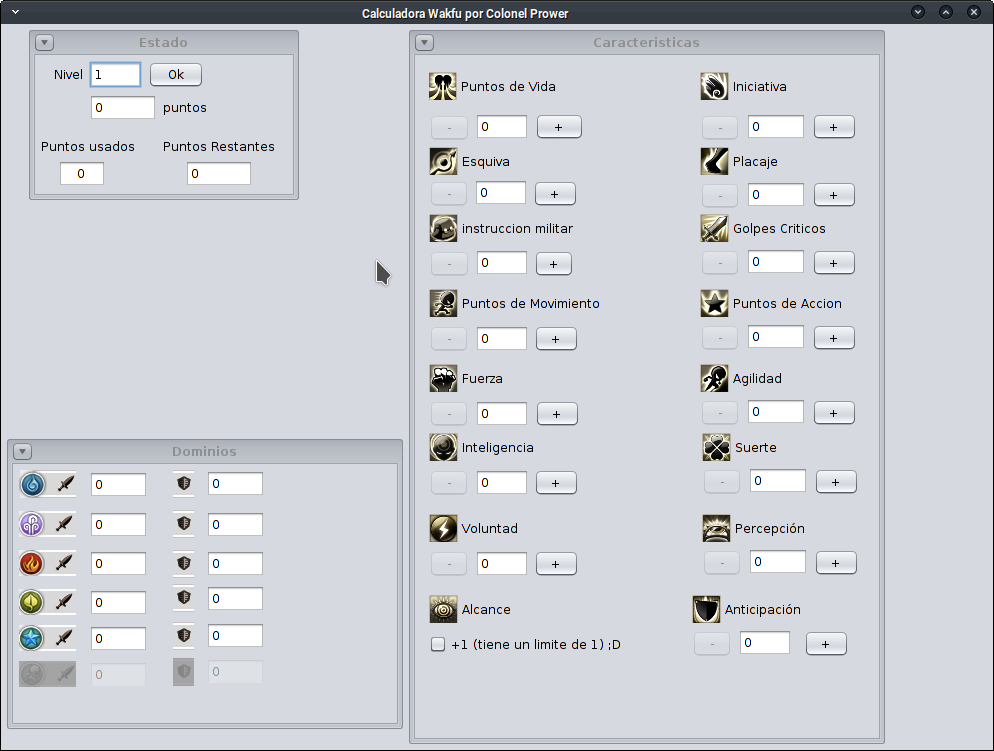 Calculadora Wakfu por Colonel Prower
Estado
Nivel 1 Ok
0 puntos
Puntos usados Puntos Restantes
0 0
Caracteristicas
Puntos de Vida Iniciativa
- 0 + - 0 +
Esquiva Placaje
- 0 + - 0 +
instruccion militar Golpes Criticos
- 0 + - 0 +
Puntos de Movimiento Puntos de Accion
- 0 + - 0 +
Fuerza Agilidad
- 0 + - 0 +
Inteligencia Suerte
- 0 + - 0 +
Voluntad Percepción
- 0 + - 0 +
Alcance Anticipación
+1 (tiene un limite de 1) ;D - 0 +
Dominios
0 0
0 0
0 0
0 0
0 0
0 0